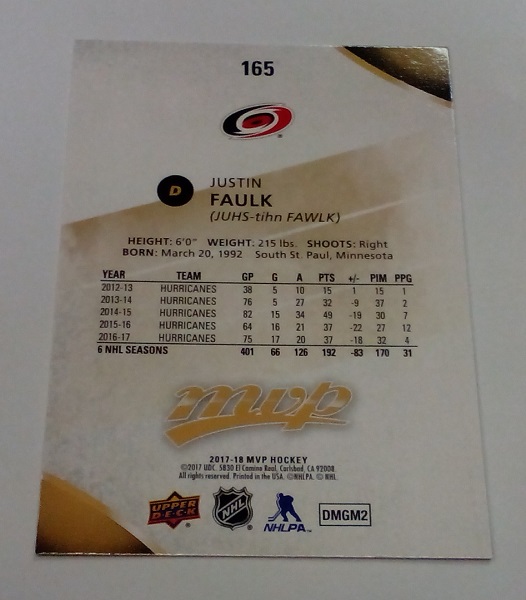 165
D
JUSTIN
FAULK
(JUHS-tihn FAWLK)
HEIGHT: 6'0" WEIGHT: 215 lbs. SHOOTS: Right
BORN: March 20, 1992 South St. Paul, Minnesota
YEAR TEAM GP G A PTS +/- PIM PPG
2012-13 HURRICANES 38 5 10 15 1 15 1
2013-14 HURRICANES 76 5 27 32 -9 37 2
2014-15 HURRICANES 82 15 34 49 -19 30 7
2015-16 HURRICANES 64 16 21 37 -22 27 12
2016-17 HURRICANES 75 17 20 37 -18 32 4
6 NHL SEASONS 401 66 126 192 -83 170 31
mvp
2017-18 MVP HOCKEY
©2017 UDC. 5830 El Camino Real, Carlsbad, CA 92008.
All rights reserved. Printed in the USA. ©NHLPA. © NHL.
UPPER
D·E·C·K
NHL
NHLPA
DMGM2